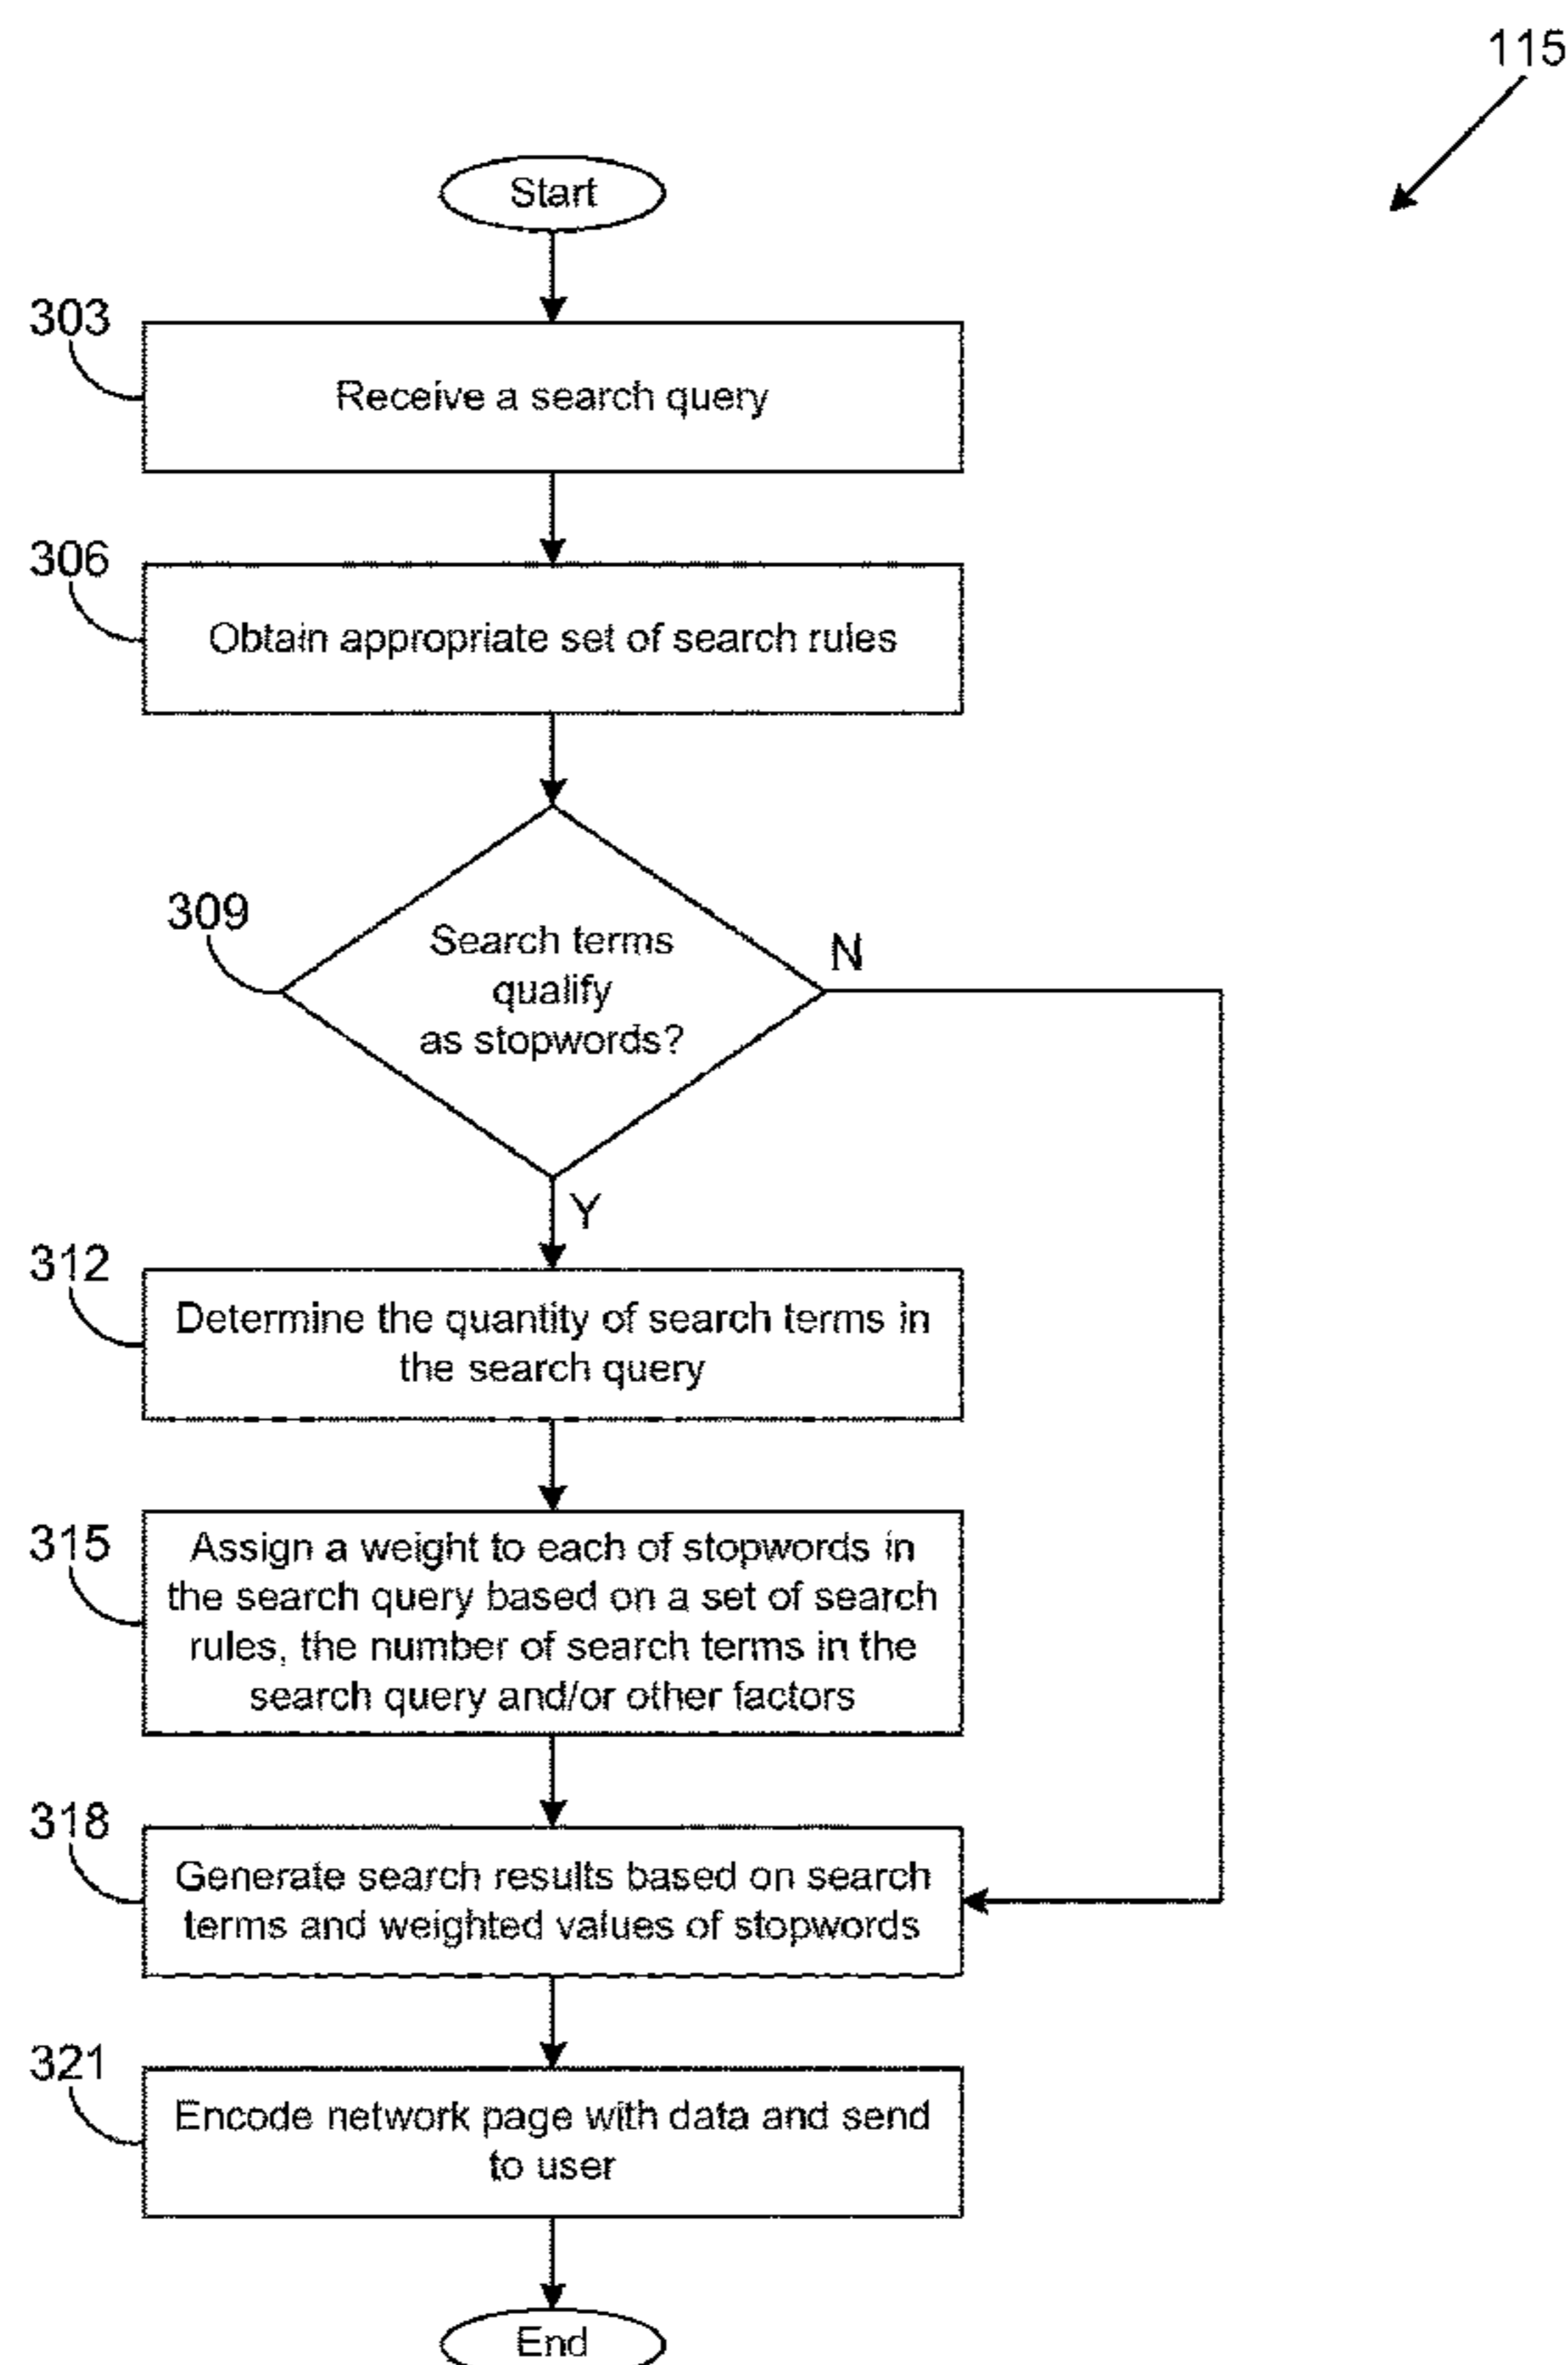 115
Start
303
Receive a search query
306
Obtain appropriate set of search rules
309
Search terms
qualify
as stopwords?
N
Y
312
Determine the quantity of search terms in
the search query
315
Assign a weight to each of stopwords in
the search query based on a set of search
rules, the number of search terms in the
search query and/or other factors
318
Generate search results based on search
terms and weighted values of stopwords
321
Encode network page with data and send
to user
End